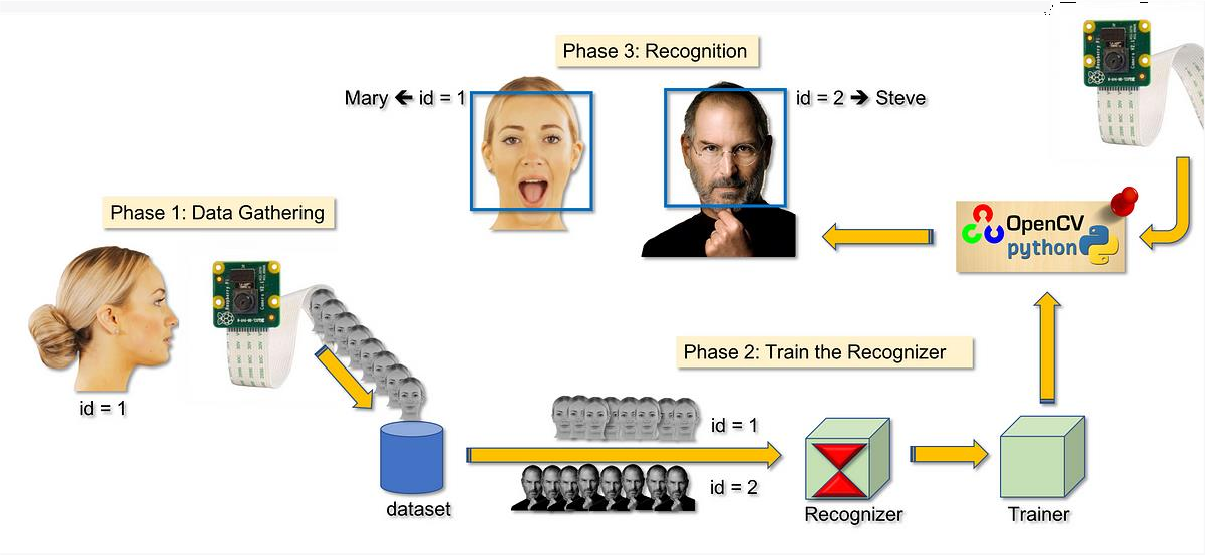 Phase 3: Recognition
Mary 🡸 id = 1
id = 2 🡺 Steve
Phase 1: Data Gathering
OpenCV
python
id = 1
Phase 2: Train the Recognizer
id = 1
id = 2
dataset
Recognizer
Trainer